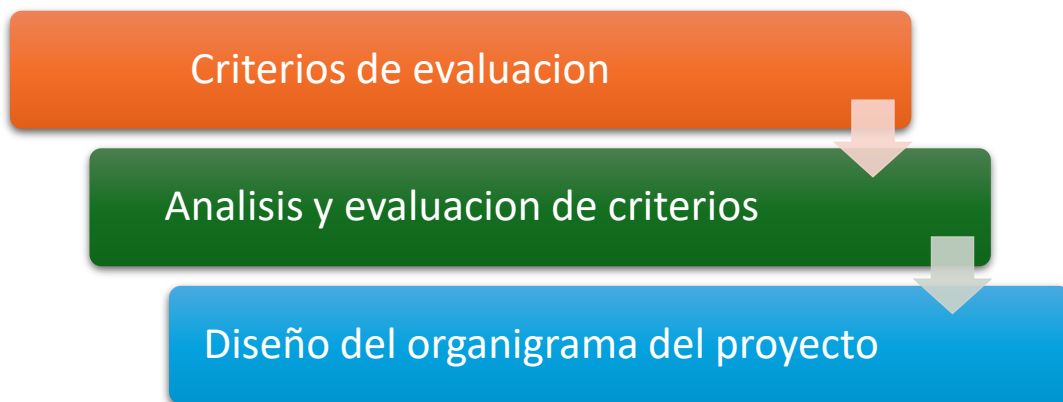 Criterios de evaluacion
Analisis y evaluacion de criterios
Diseño del organigrama del proyecto